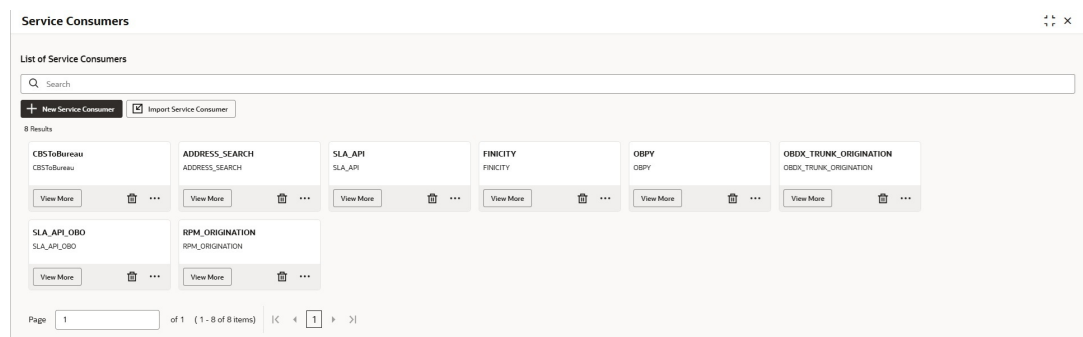 Service Consumers
List of Service Consumers
Search
New Service Consumer Import Service Consumer
8 Results
CBSToBureau ADDRESS_SEARCH SLA_API FINICITY OBPY OBDX_TRUNK_ORIGINATION
CBSToBureau ADDRESS_SEARCH SLA_API FINICITY OBPY OBDX_TRUNK_ORIGINATION
View More View More View More View More View More View More
SLA_API_OBO RPM_ORIGINATION
SLA_API_OBO RPM_ORIGINATION
View More View More
Page 1 of 1 (1 - 8 of 8 items) 1